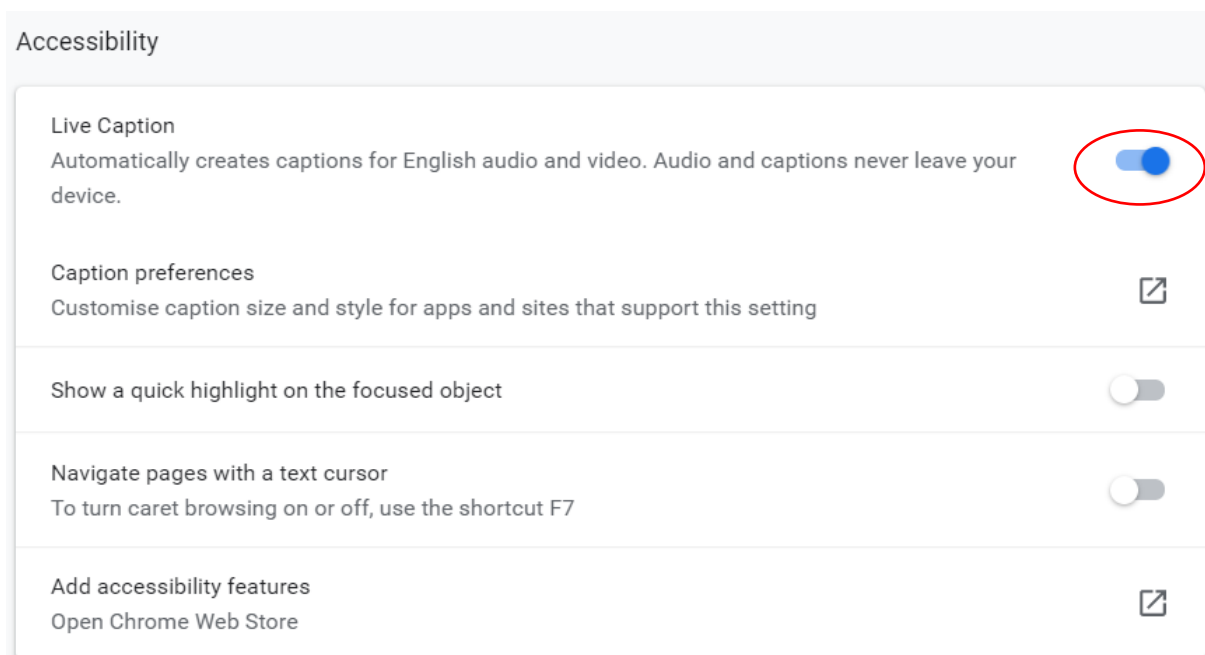 Accessibility
Live Caption
Automatically creates captions for English audio and video. Audio and captions never leave your
device.
Caption preferences
Customise caption size and style for apps and sites that support this setting
Show a quick highlight on the focused object
Navigate pages with a text cursor
To turn caret browsing on or off, use the shortcut F7
Add accessibility features
Open Chrome Web Store